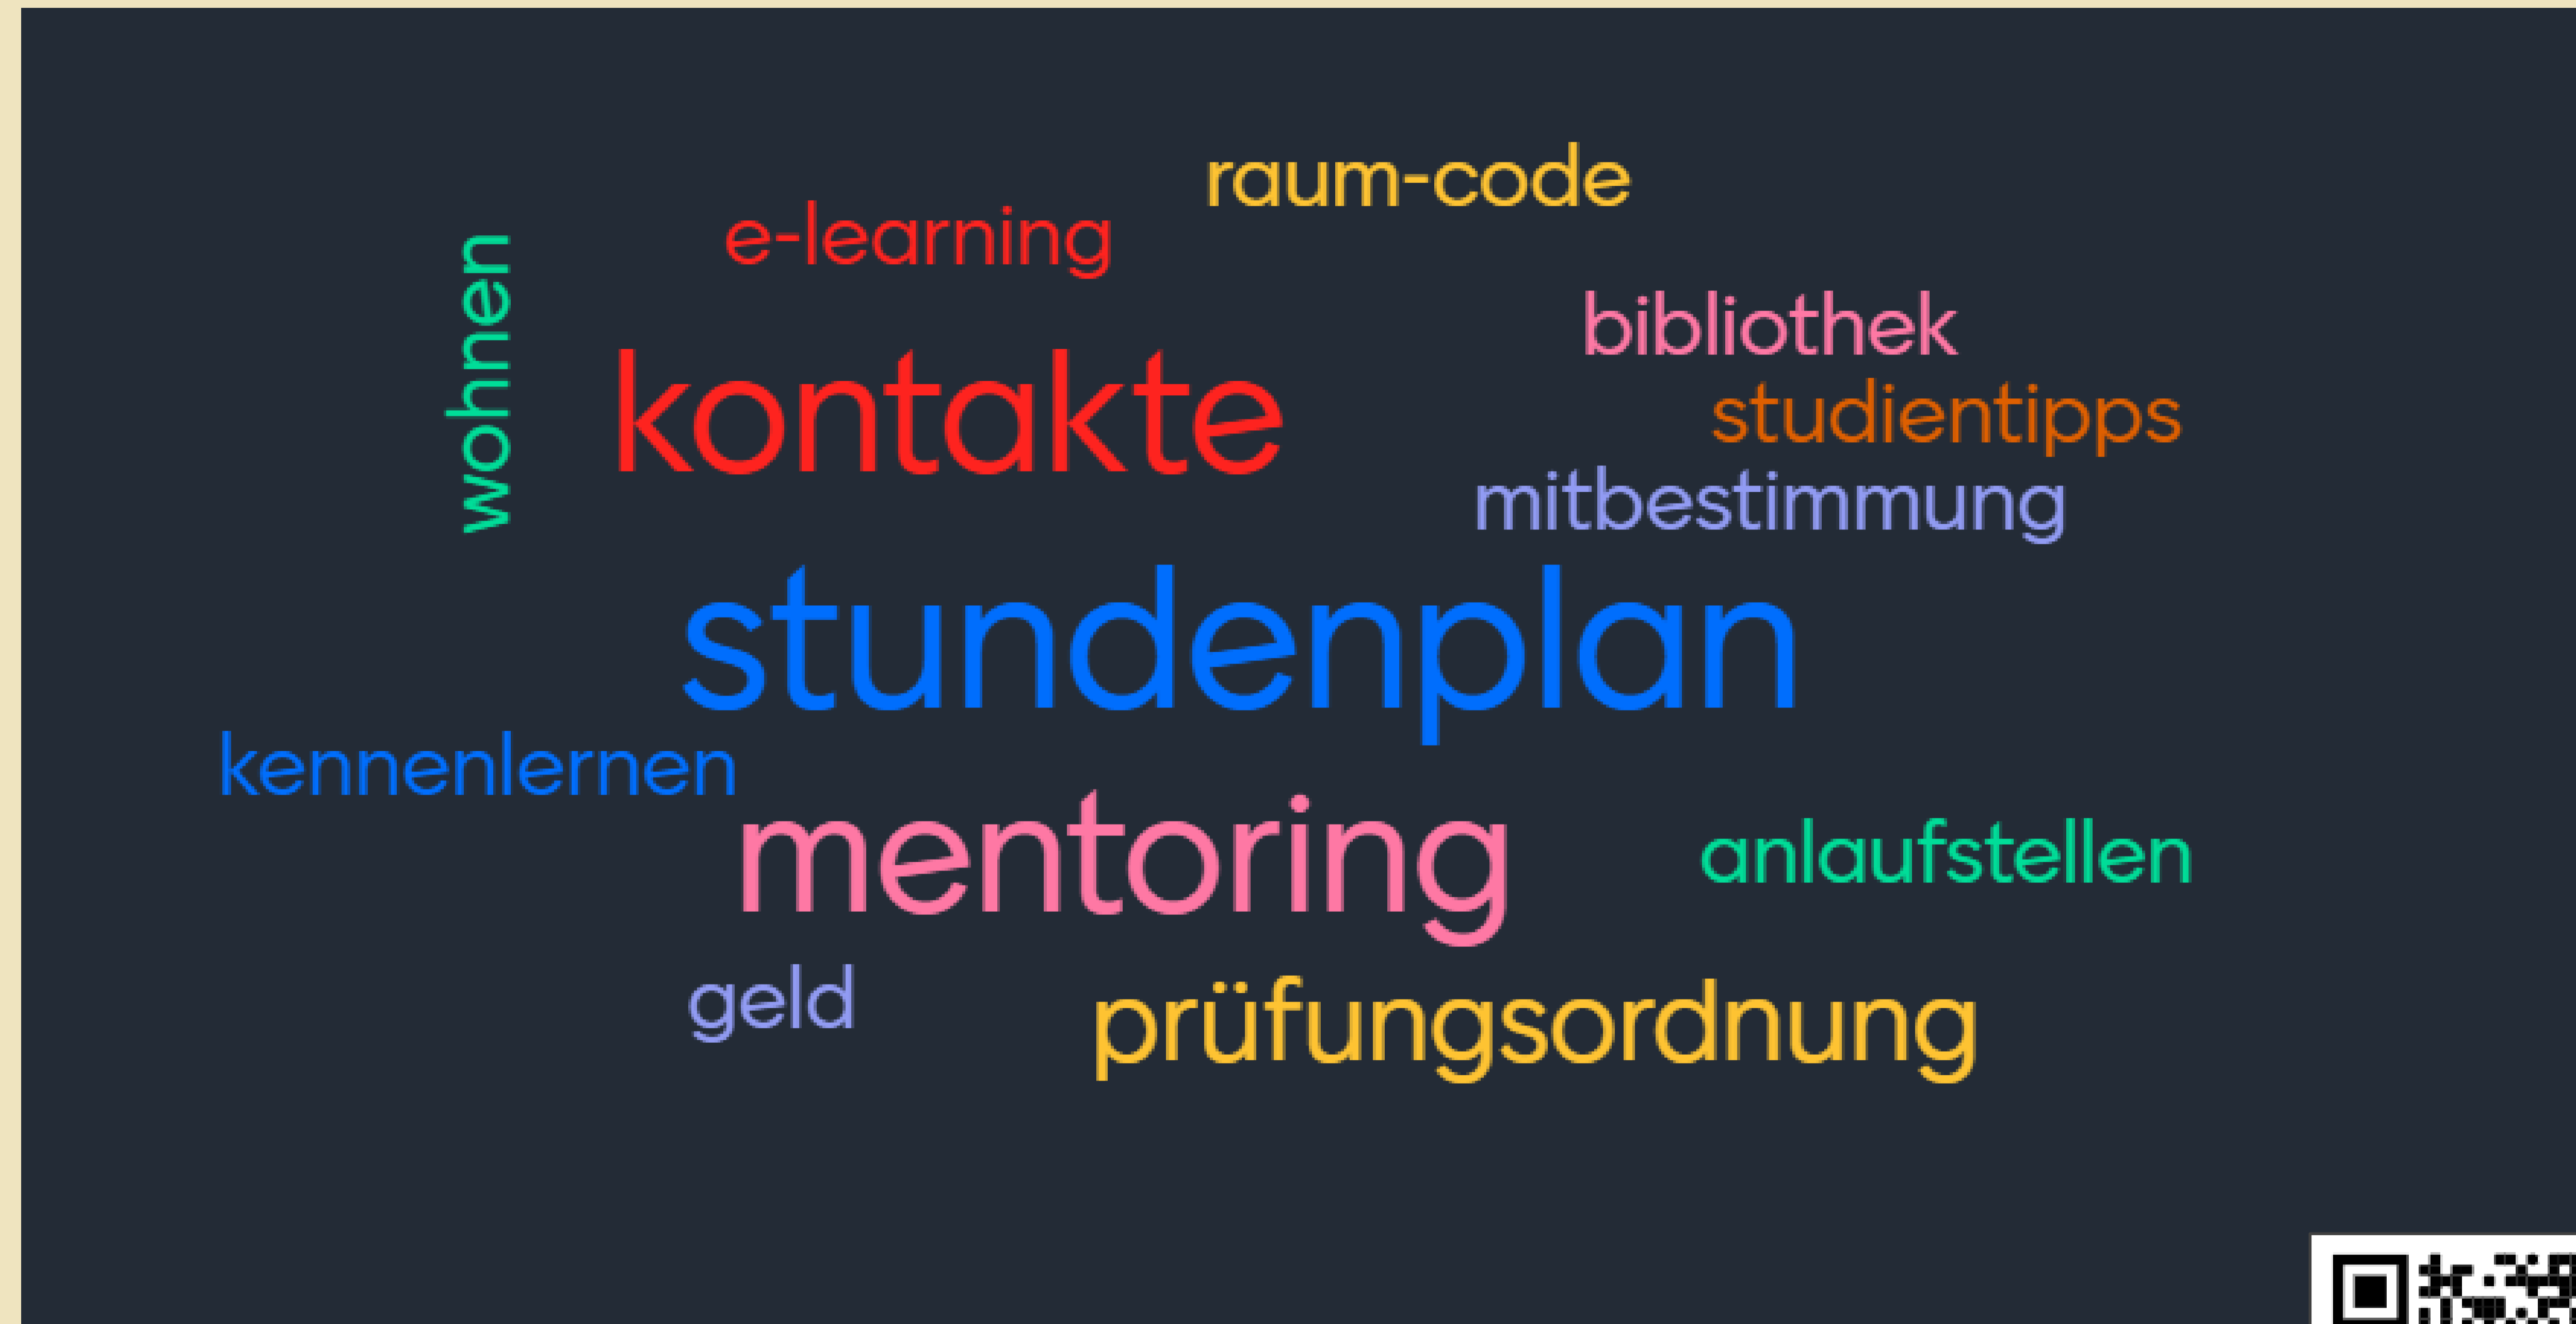 raum-code
e-learning
wohnen
bibliothek
kontakte
studientipps
mitbestimmung
stundenplan
kennenlernen
mentoring
anlaufstellen
geld
prüfungsordnung